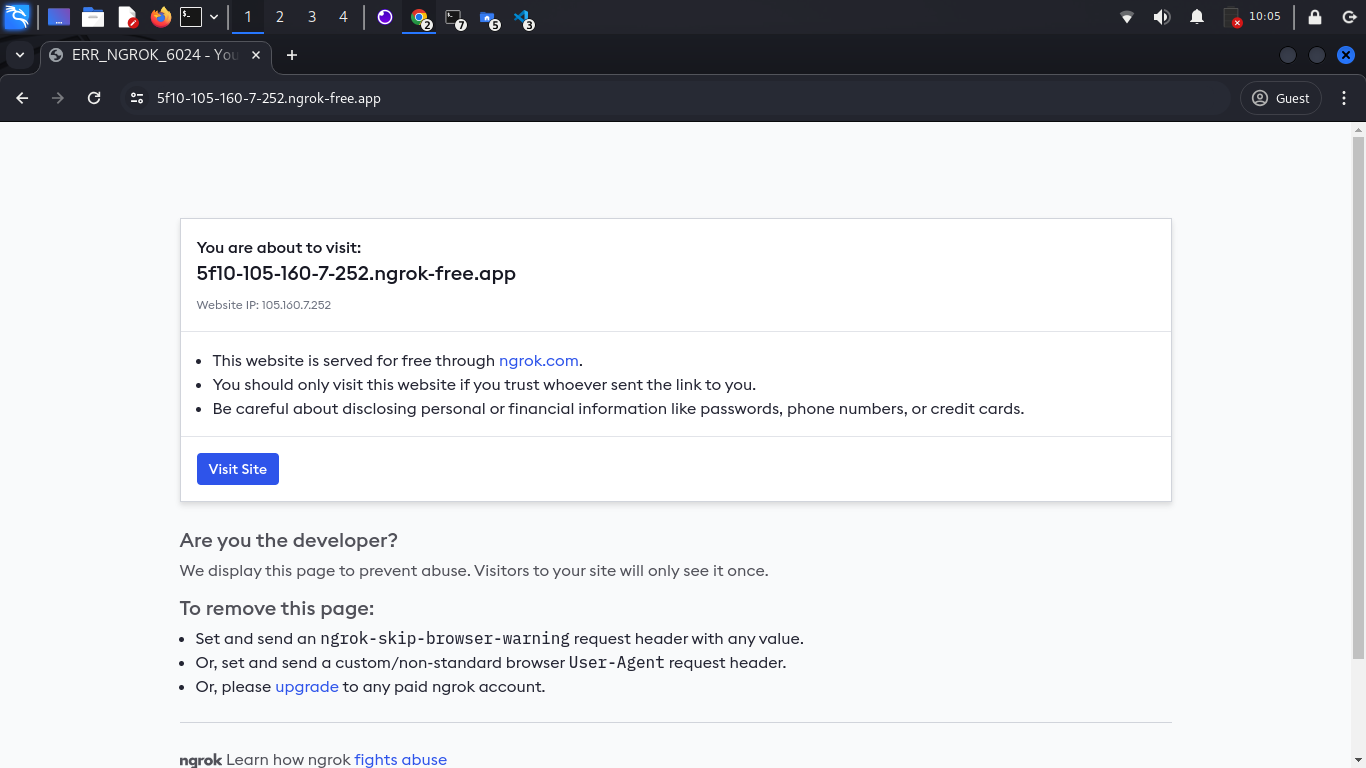 1 2 3 4 2 7 5 3 10:05
ERR_NGROK_6024 - You
5f10-105-160-7-252.ngrok-free.app
Guest
You are about to visit:
5f10-105-160-7-252.ngrok-free.app
Website IP: 105.160.7.252
• This website is served for free through ngrok.com.
• You should only visit this website if you trust whoever sent the link to you.
• Be careful about disclosing personal or financial information like passwords, phone numbers, or credit cards.
Visit Site
Are you the developer?
We display this page to prevent abuse. Visitors to your site will only see it once.
To remove this page:
• Set and send an ngrok-skip-browser-warning request header with any value.
• Or, set and send a custom/non-standard browser User-Agent request header.
• Or, please upgrade to any paid ngrok account.
ngrok Learn how ngrok fights abuse